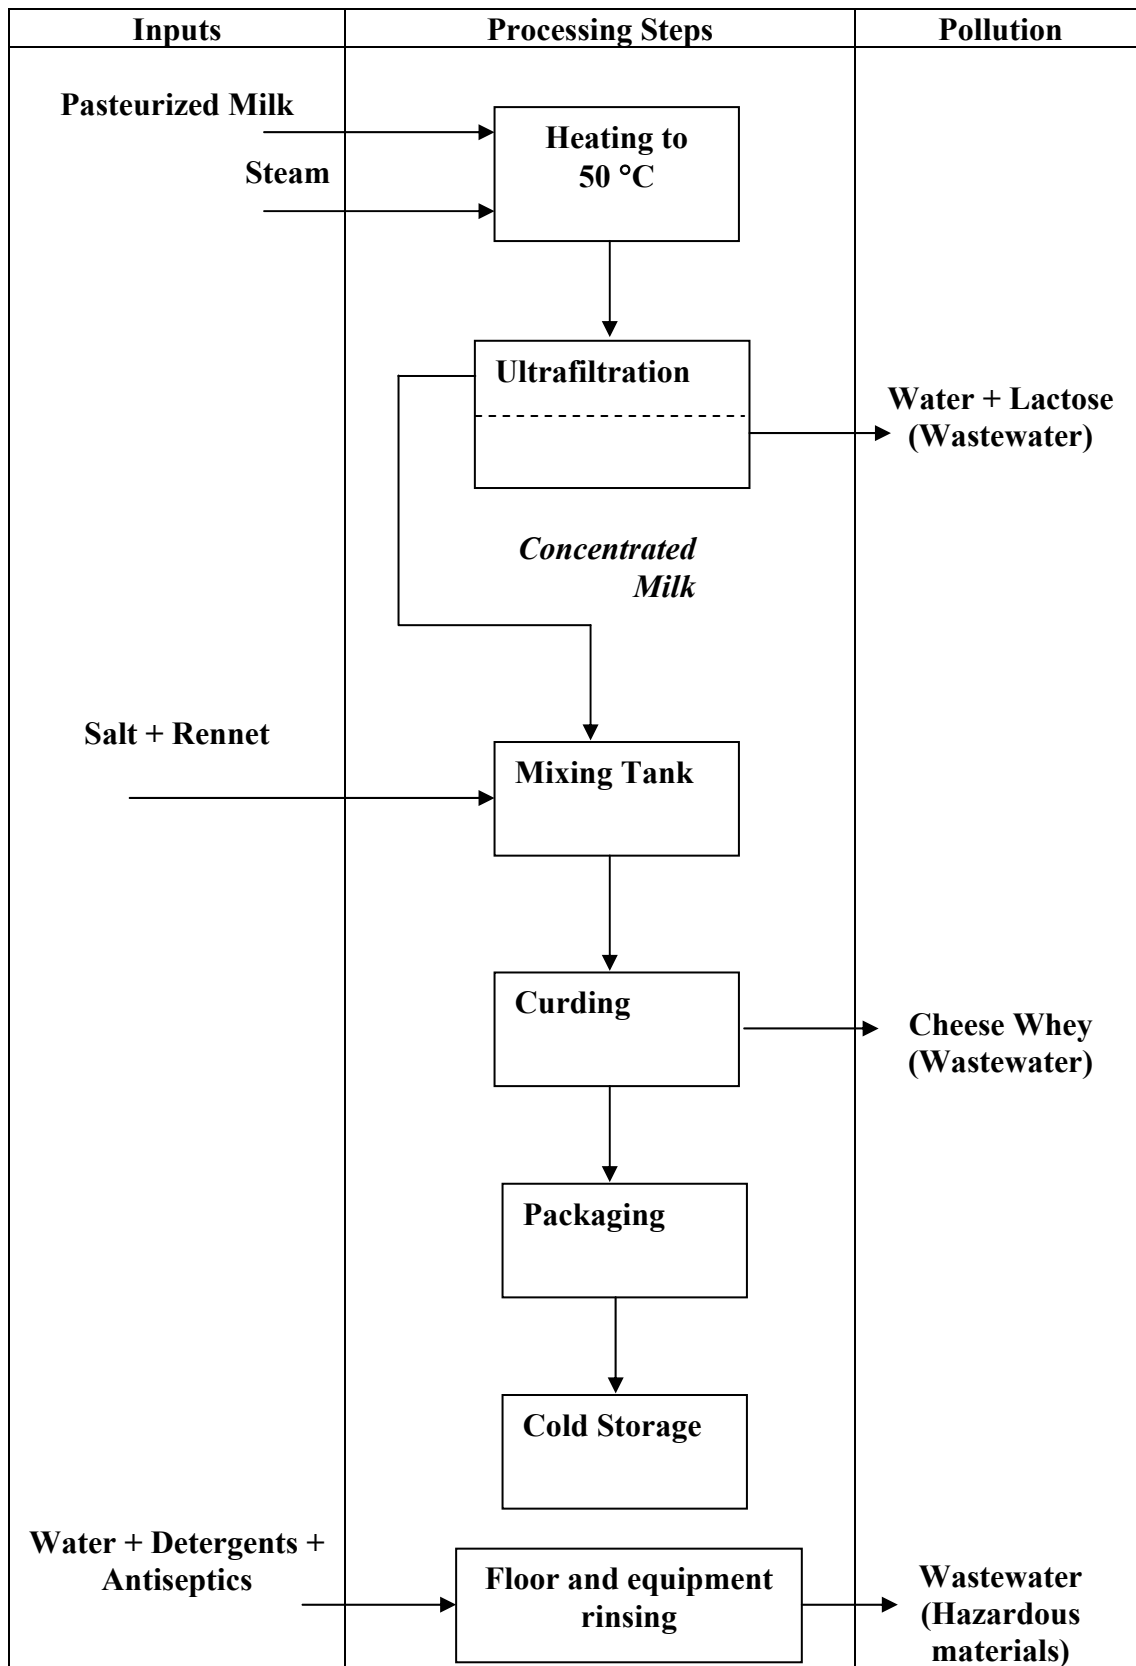 Inputs
Processing Steps
Pollution
Pasteurized Milk
Steam
Heating to
50 °C
Ultrafiltration
Water + Lactose
(Wastewater)
Concentrated
Milk
Salt + Rennet
Mixing Tank
Curding
Cheese Whey
(Wastewater)
Packaging
Cold Storage
Water + Detergents +
Antiseptics
Floor and equipment
rinsing
Wastewater
(Hazardous
materials)